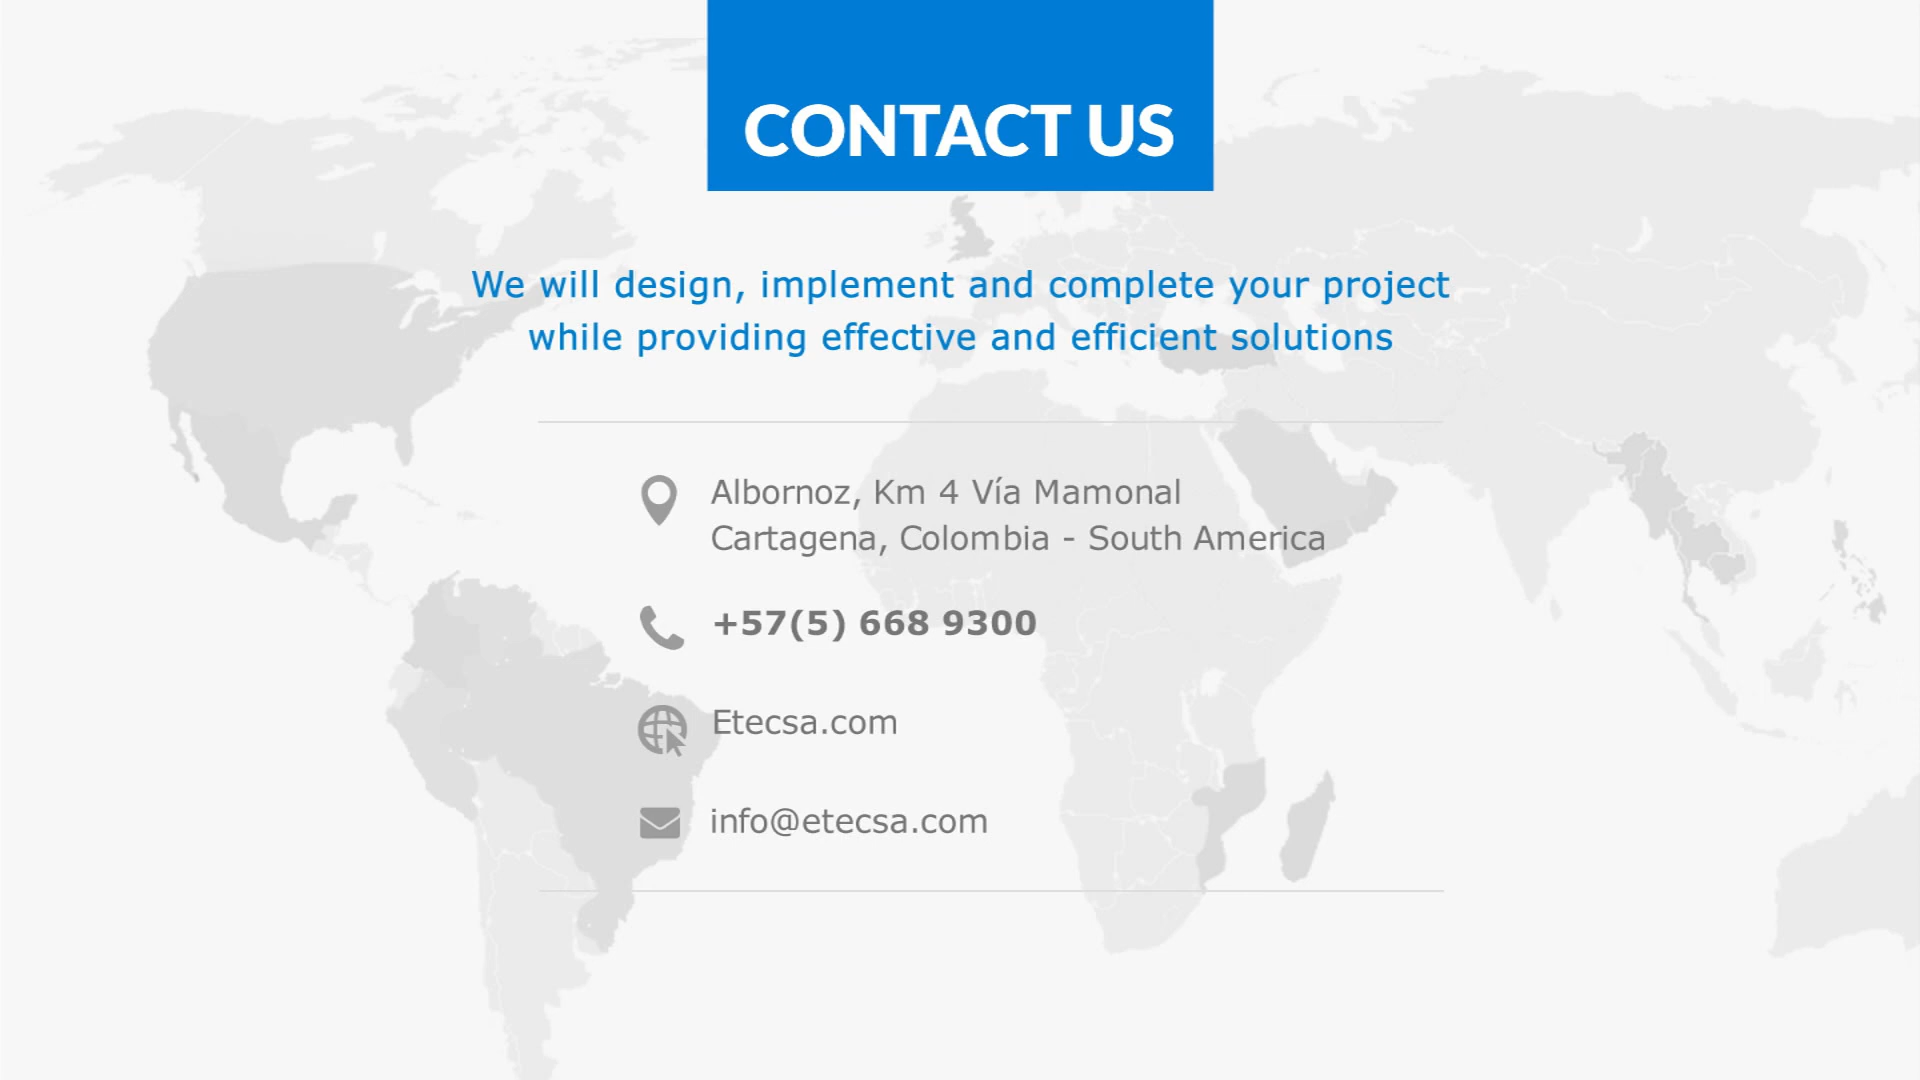 CONTACT US
We will design, implement and complete your project
while providing effective and efficient solutions
Albornoz, Km 4 Vía Mamonal
Cartagena, Colombia - South America
+57(5) 668 9300
Etecsa.com
info@etecsa.com